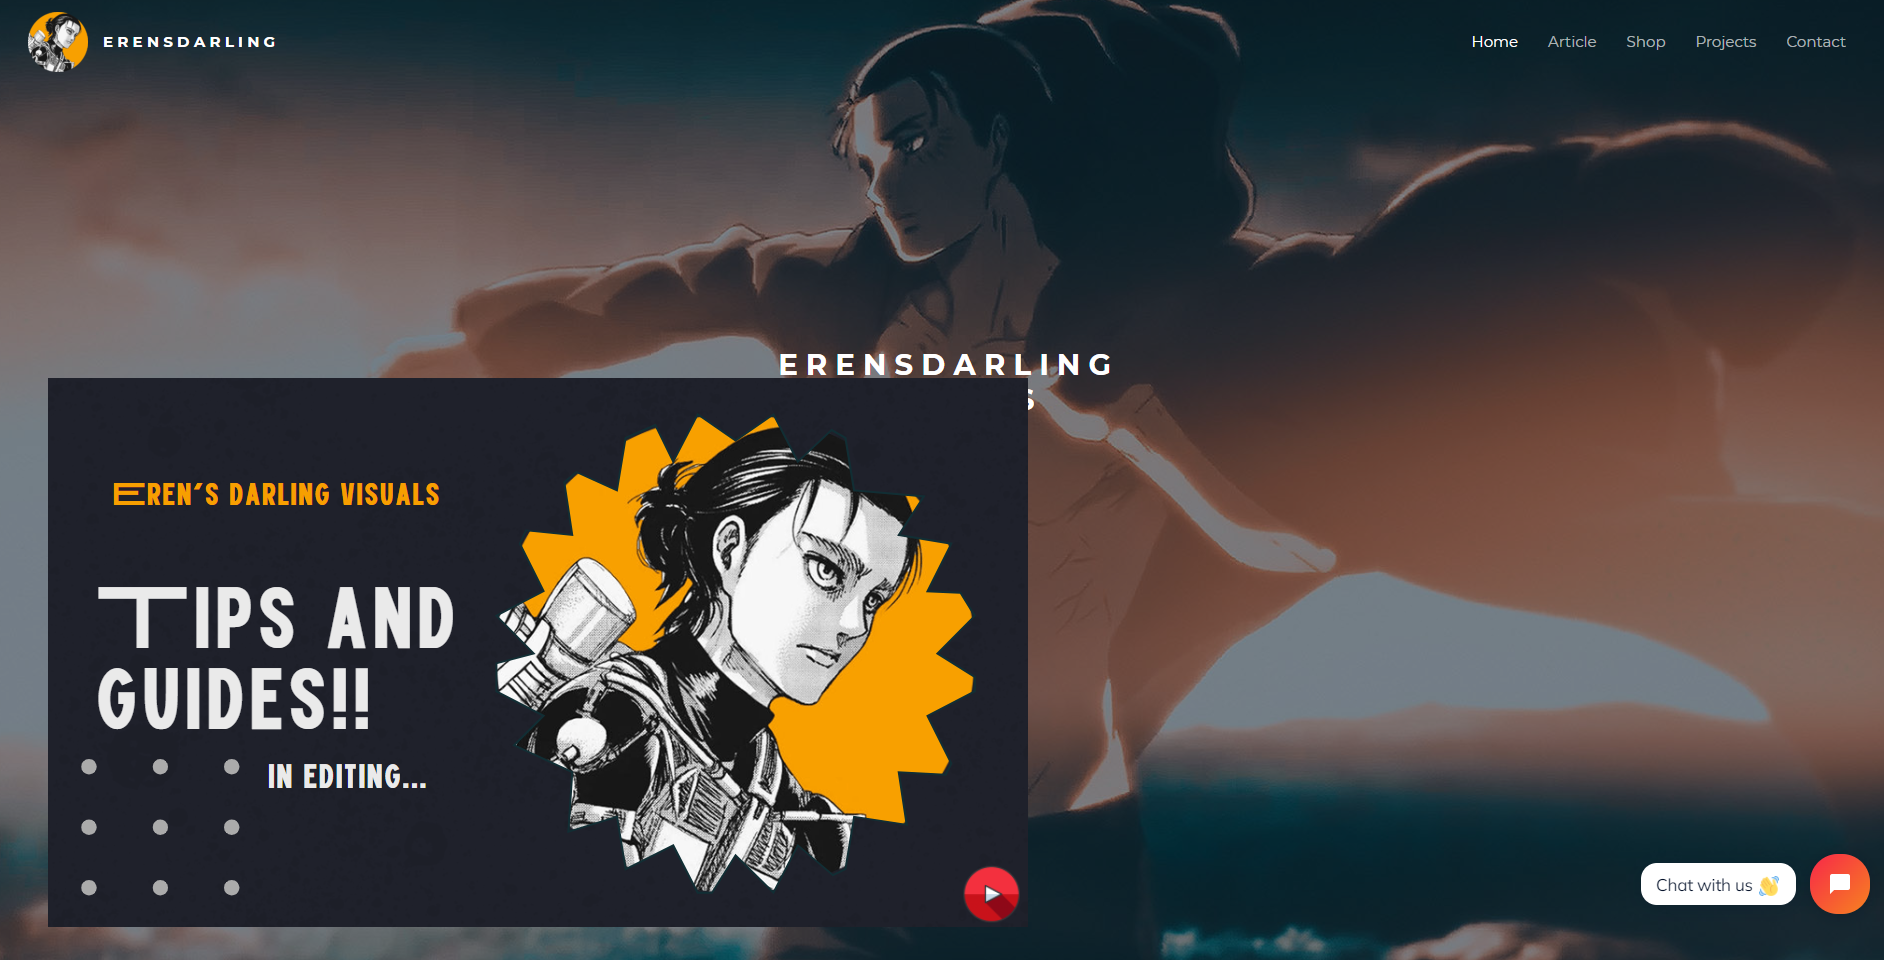 ERENSDARLING
Home Article Shop Projects Contact
ERENSDARLING
EREN'S DARLING VISUALS
TIPS AND
GUIDES!!
IN EDITING...
Chat with us 👋